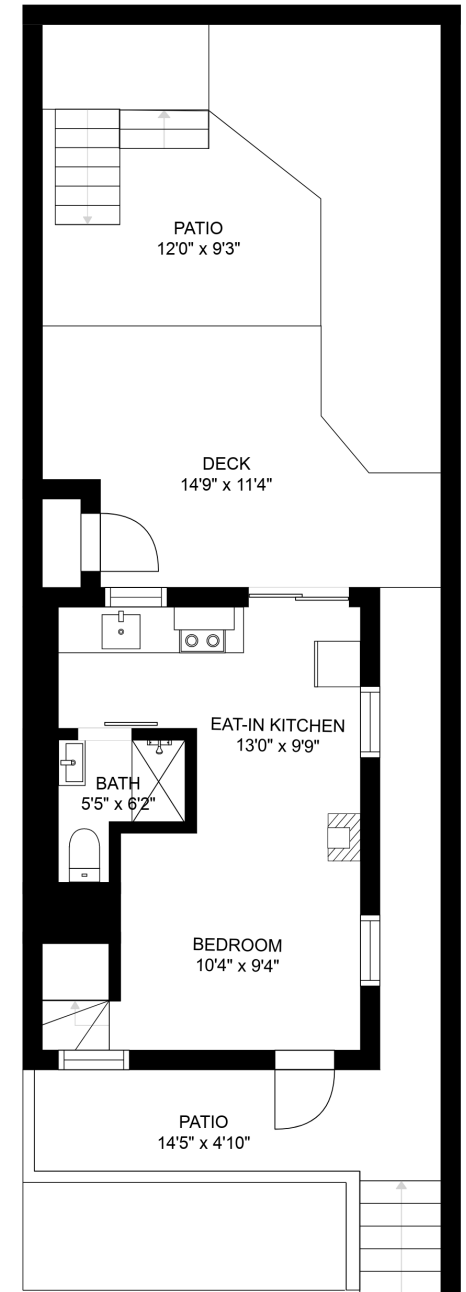 PATIO
12'0" x 9'3"
DECK
14'9" x 11'4"
EAT-IN KITCHEN
13'0" x 9'9"
BATH
5'5" x 6'2"
BEDROOM
10'4" x 9'4"
PATIO
14'5" x 4'10"